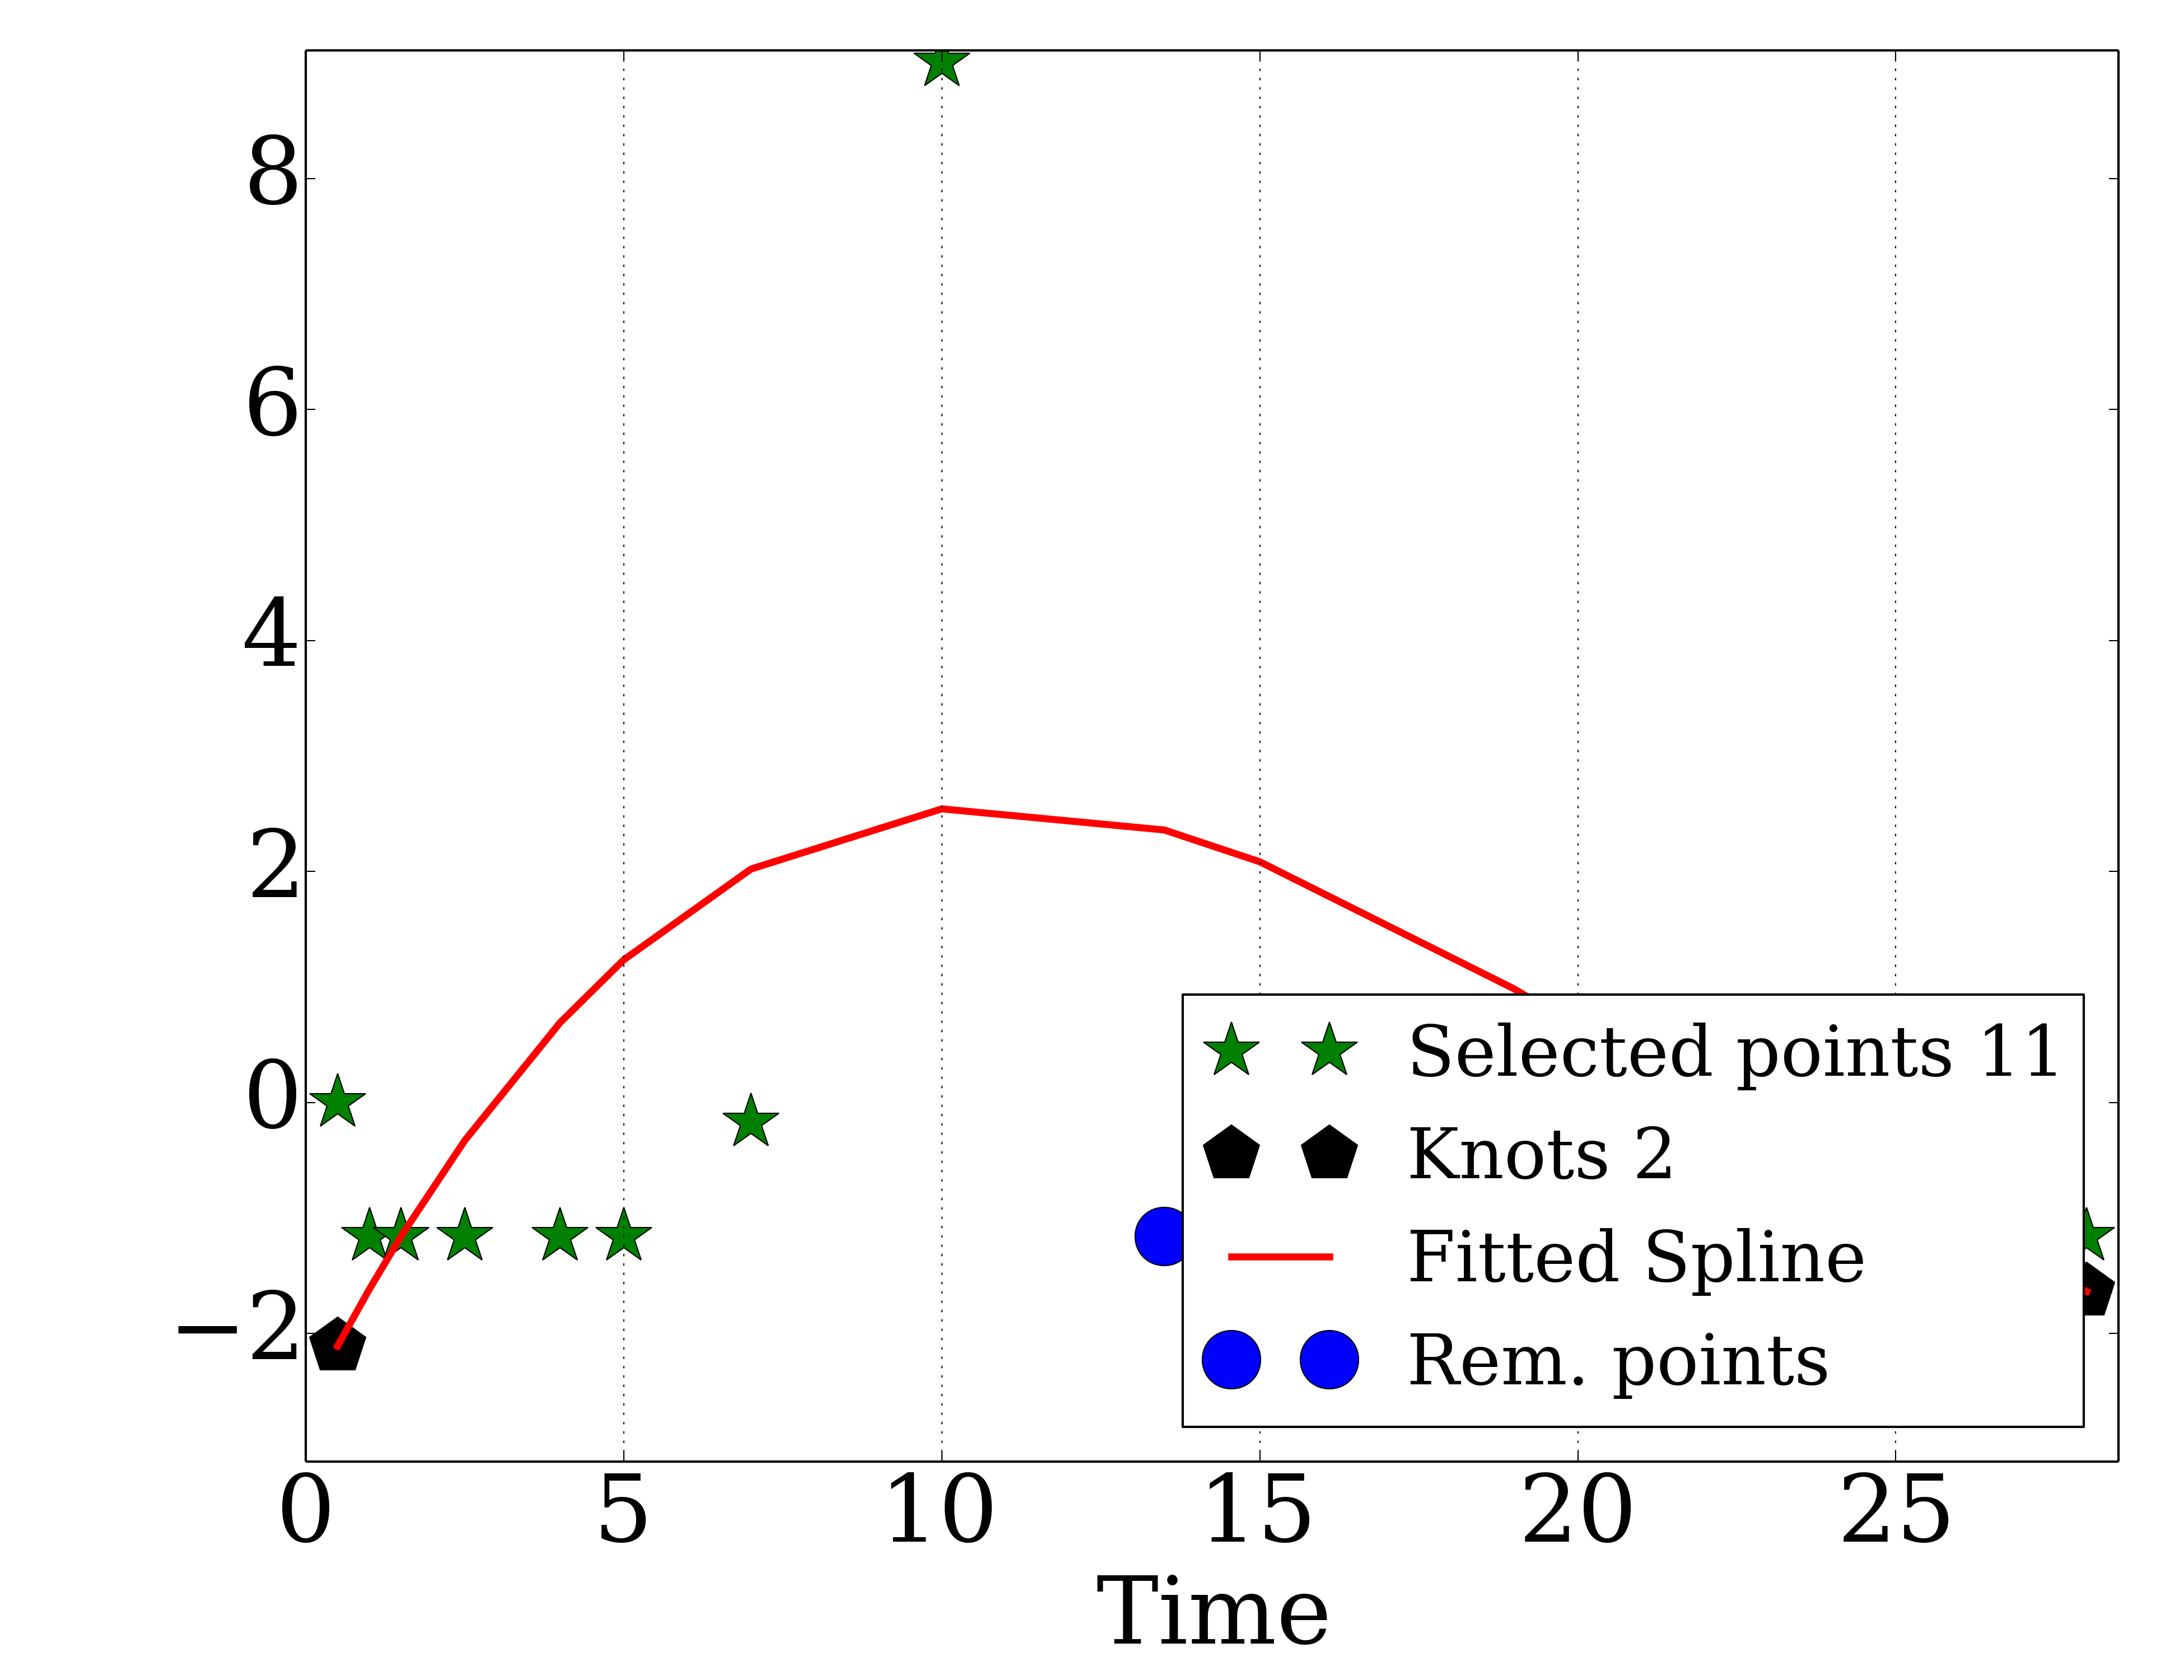 8
6
4
2
0
−2
Selected points 11
Knots 2
Fitted Spline
Rem. points
0 5 10 15 20 25
Time